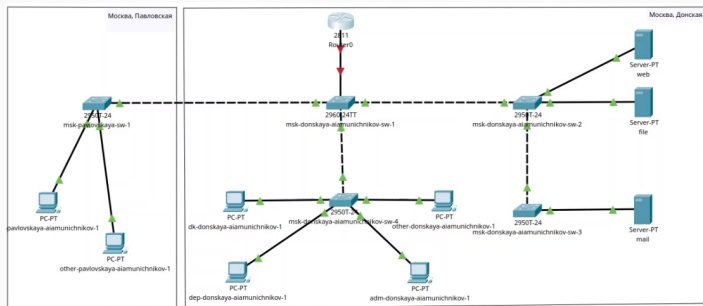 Москва, Павловская
Москва, Донская
2811
Router0
Server-PT
web
2950T-24
msk-pavlovskaya-sw-1
2960-24TT
msk-donskaya-aiamunichnikov-sw-1
2950T-24
msk-donskaya-aiamunichnikov-sw-2
Server-PT
file
PC-PT
pavlovskaya-aiamunichnikov-1
PC-PT
other-pavlovskaya-aiamunichnikov-1
PC-PT
dk-donskaya-aiamunichnikov-1
2950T-24
msk-donskaya-aiamunichnikov-sw-4
PC-PT
other-donskaya-aiamunichnikov-1
2950T-24
msk-donskaya-aiamunichnikov-sw-3
Server-PT
mail
PC-PT
dep-donskaya-aiamunichnikov-1
PC-PT
adm-donskaya-aiamunichnikov-1